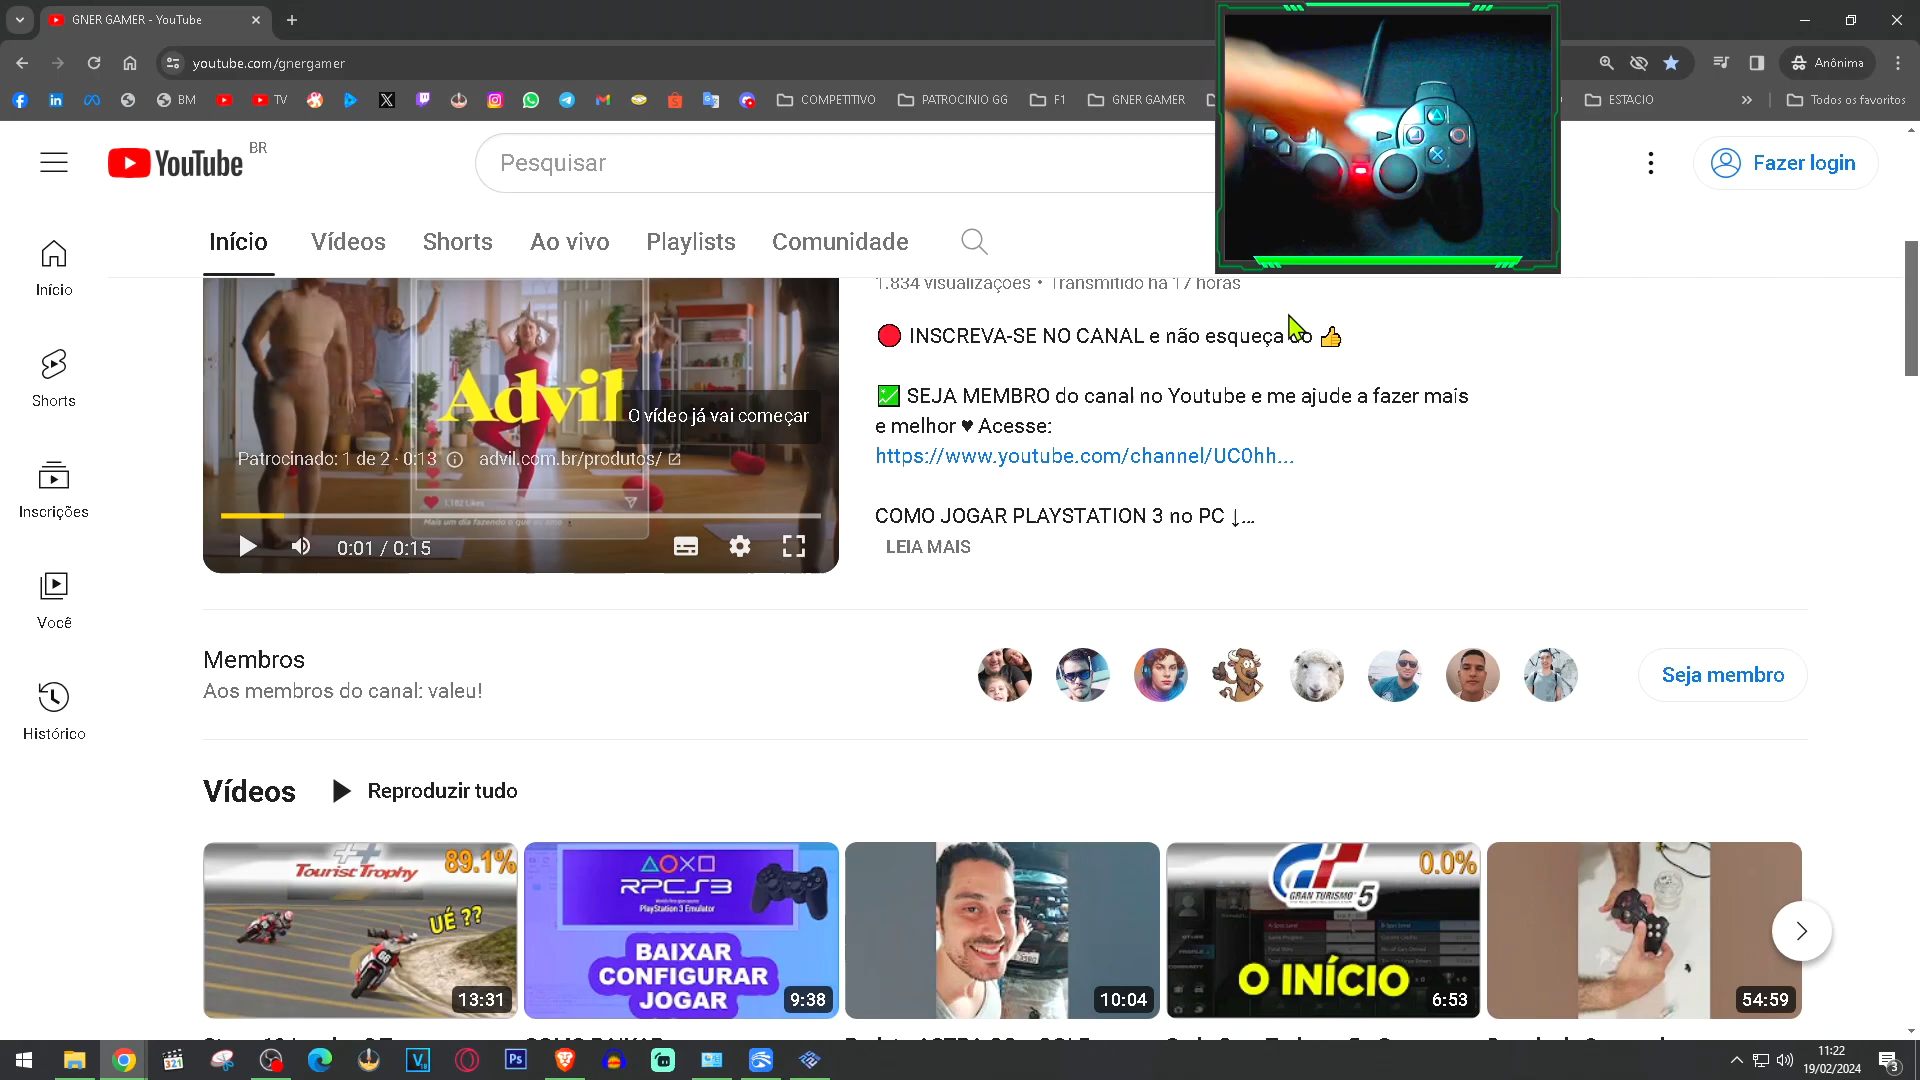 GNER GAMER - YouTube
youtube.com/gnergamer
Anônima
BM
TV
COMPETITIVO
PATROCINIO GG
F1
GNER GAMER
ESTACIO
Todos os favoritos
YouTube BR
Pesquisar
Fazer login
Início
Vídeos
Shorts
Ao vivo
Playlists
Comunidade
Início
Shorts
Inscrições
Você
Histórico
Advil
O vídeo já vai começar
Patrocinado: 1 de 2 · 0:13
advil.com.br/produtos/
0:01 / 0:15
1.834 visualizações • Transmitido há 17 horas
🔴 INSCREVA-SE NO CANAL e não esqueça do 👍
✅ SEJA MEMBRO do canal no Youtube e me ajude a fazer mais
e melhor ♥ Acesse:
https://www.youtube.com/channel/UC0hh...
COMO JOGAR PLAYSTATION 3 no PC ↓...
LEIA MAIS
Membros
Aos membros do canal: valeu!
Seja membro
Vídeos
Reproduzir tudo
Tourist Trophy
89.1%
UÉ ??
13:31
RPCS3
PlayStation 3 Emulator
BAIXAR
CONFIGURAR
JOGAR
9:38
10:04
GRAN TURISMO 5
0.0%
O INÍCIO
6:53
54:59
11:22
19/02/2024
3